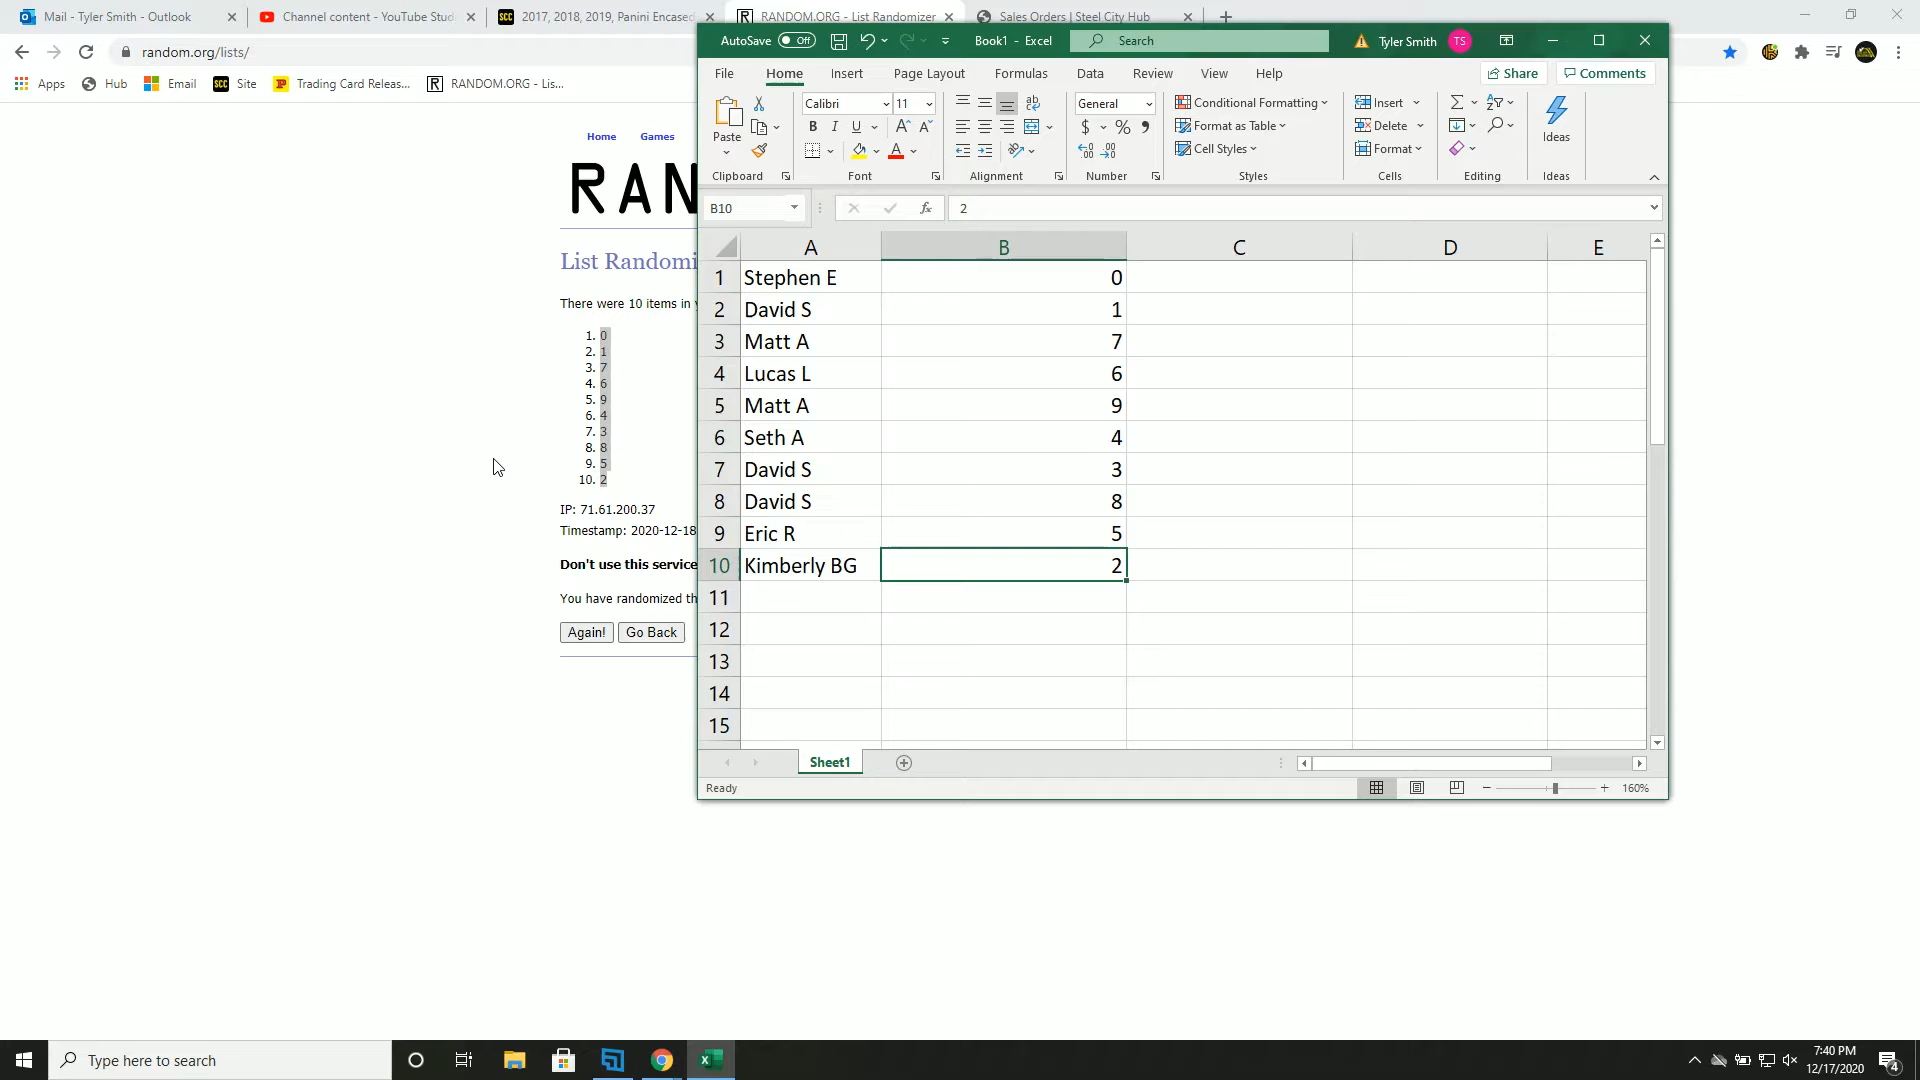 Mail - Tyler Smith - Outlook
Channel content - YouTube Stud
SCC 2017, 2018, 2019, Panini Encased
R RANDOM.ORG - List Randomizer
Sales Orders | Steel City Hub
random.org/lists/
Apps
Hub
Email
SCC Site
P Trading Card Releas...
R RANDOM.ORG - Lis...
AutoSave Off
Book1 - Excel
Search
Tyler Smith TS
File Home Insert Page Layout Formulas Data Review View Help
Share Comments
Paste
Calibri 11
General
B I U
$ %
Conditional Formatting
Format as Table
Cell Styles
Insert
Delete
Format
Ideas
Clipboard Font Alignment Number Styles Cells Editing Ideas
B10 fx 2
A B C D E
1 Stephen E 0
2 David S 1
3 Matt A 7
4 Lucas L 6
5 Matt A 9
6 Seth A 4
7 David S 3
8 David S 8
9 Eric R 5
10 Kimberly BG 2
11
12
13
14
15
Sheet1
Ready
160%
Home Games
RAN
List Randomi
There were 10 items in
1. 0
2. 1
3. 7
4. 6
5. 9
6. 4
7. 3
8. 8
9. 5
10. 2
IP: 71.61.200.37
Timestamp: 2020-12-18
Don't use this service
You have randomized th
Again! Go Back
Type here to search
7:40 PM
12/17/2020
4